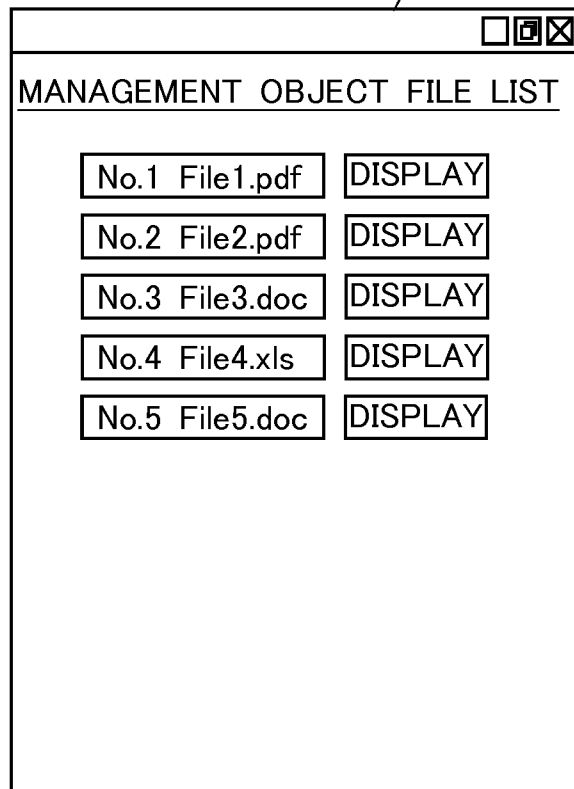 MANAGEMENT OBJECT FILE LIST
No.1 File1.pdf DISPLAY
No.2 File2.pdf DISPLAY
No.3 File3.doc DISPLAY
No.4 File4.xls DISPLAY
No.5 File5.doc DISPLAY